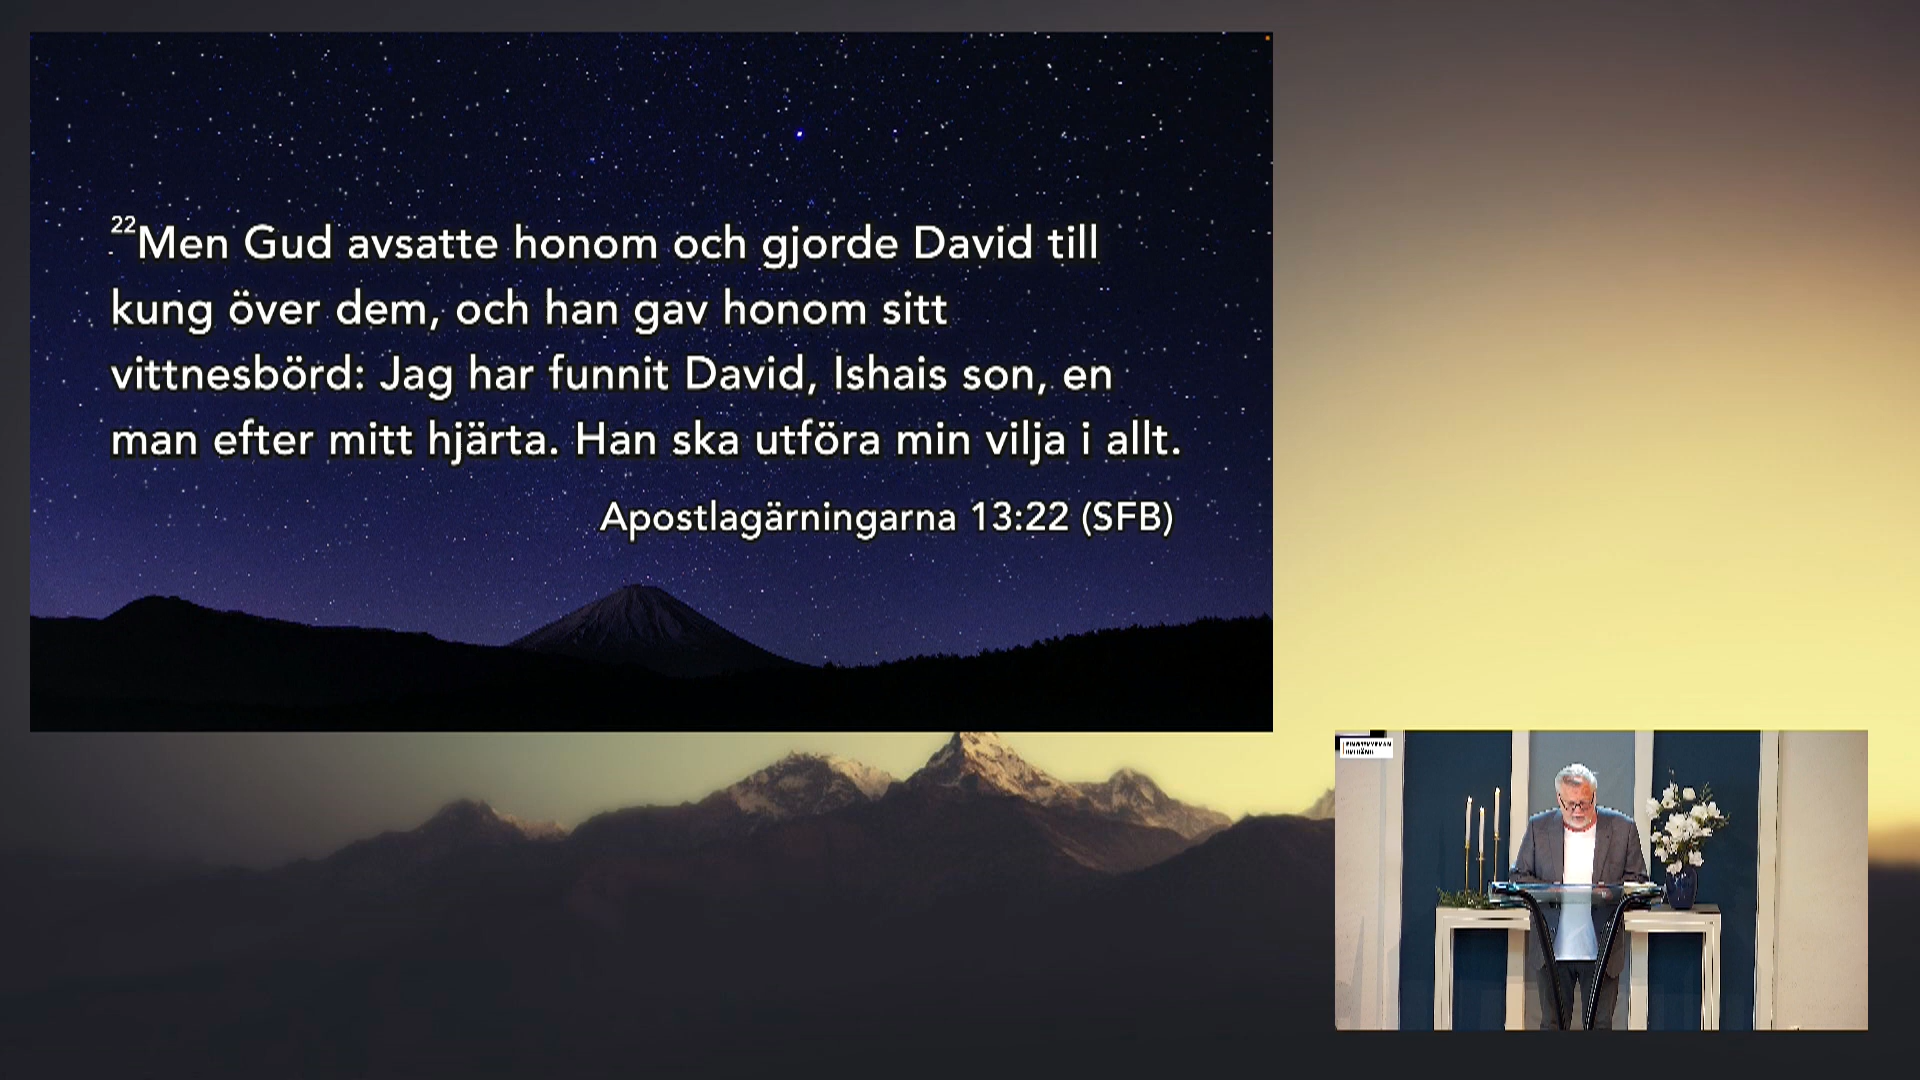 22Men Gud avsatte honom och gjorde David till
kung över dem, och han gav honom sitt
vittnesbörd: Jag har funnit David, Ishais son, en
man efter mitt hjärta. Han ska utföra min vilja i allt.
Apostlagärningarna 13:22 (SFB)